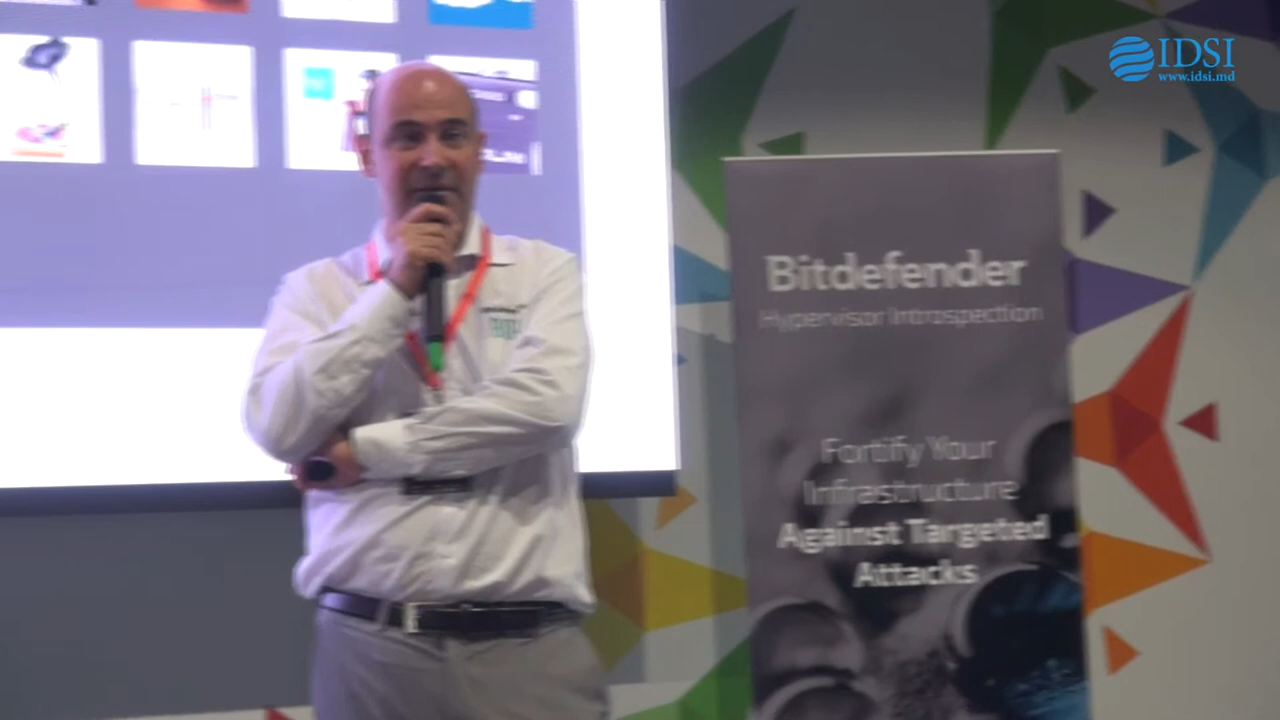 IDSI
www.idsi.md
Bitdefender
Hypervisor Introspection
Fortify Your
Infrastructure
Against Targeted
Attacks